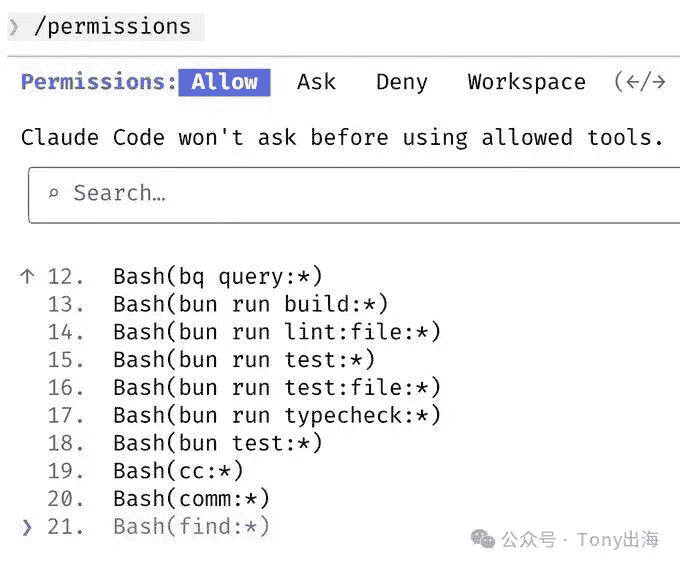 ❯ /permissions
Permissions: Allow Ask Deny Workspace (←/→
Claude Code won't ask before using allowed tools.
⌕ Search…
↑ 12. Bash(bq query:*)
13. Bash(bun run build:*)
14. Bash(bun run lint:file:*)
15. Bash(bun run test:*)
16. Bash(bun run test:file:*)
17. Bash(bun run typecheck:*)
18. Bash(bun test:*)
19. Bash(cc:*)
20. Bash(comm:*)
❯ 21. Bash(find:*)
公众号 · Tony出海